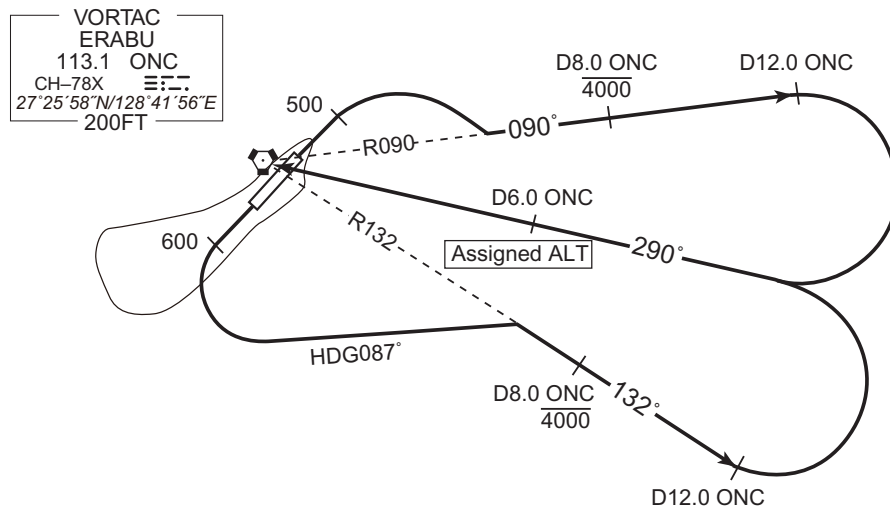 VORTAC
ERABU
113.1 ONC
CH–78X
27°25´58˝N/128°41´56˝E
200FT
500
R090
090°
D8.0 ONC
4000
D12.0 ONC
D6.0 ONC
Assigned ALT
290°
R132
600
HDG087°
D8.0 ONC
4000
132°
D12.0 ONC